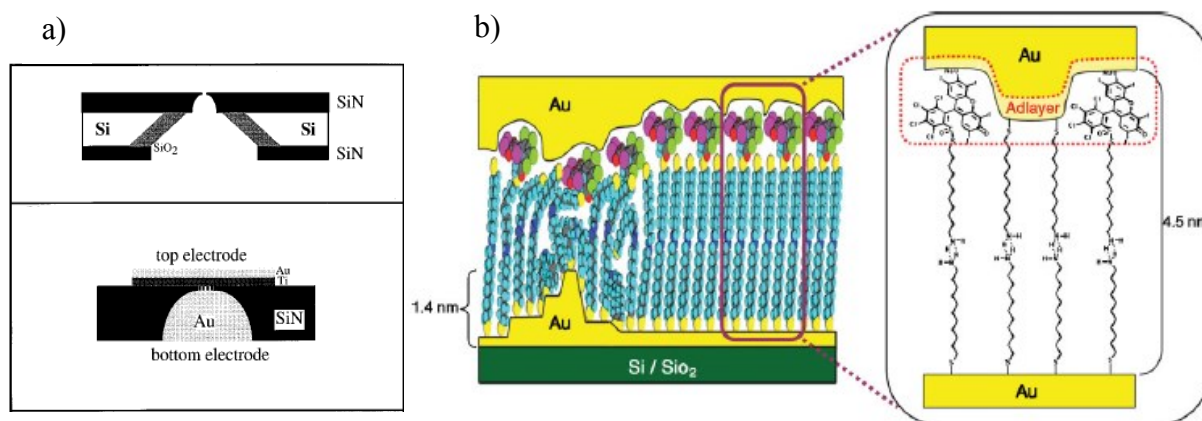 a)
SiN
Si
Si
SiO2
SiN
top electrode
Au
Ti
Au
SiN
bottom electrode
b)
Au
1.4 nm
Au
Si / Sio2
Au
Adlayer
4.5 nm
Au